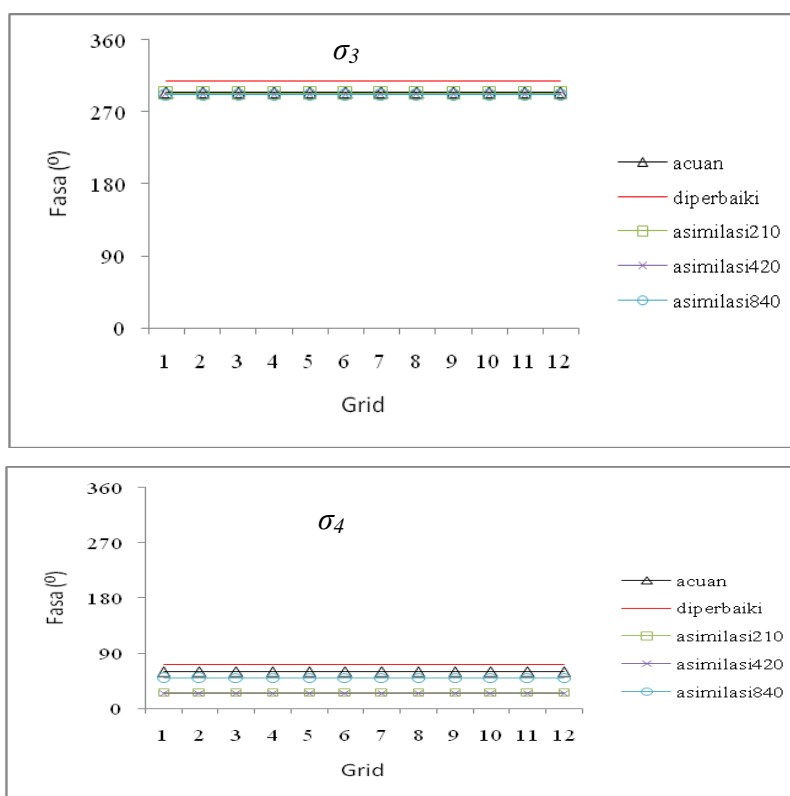 σ3
360
270
180
90
0
Fasa (⁰)
1 2 3 4 5 6 7 8 9 10 11 12
Grid
acuan
diperbaiki
asimilasi210
asimilasi420
asimilasi840
σ4
360
270
180
90
0
Fasa (⁰)
1 2 3 4 5 6 7 8 9 10 11 12
Grid
acuan
diperbaiki
asimilasi210
asimilasi420
asimilasi840